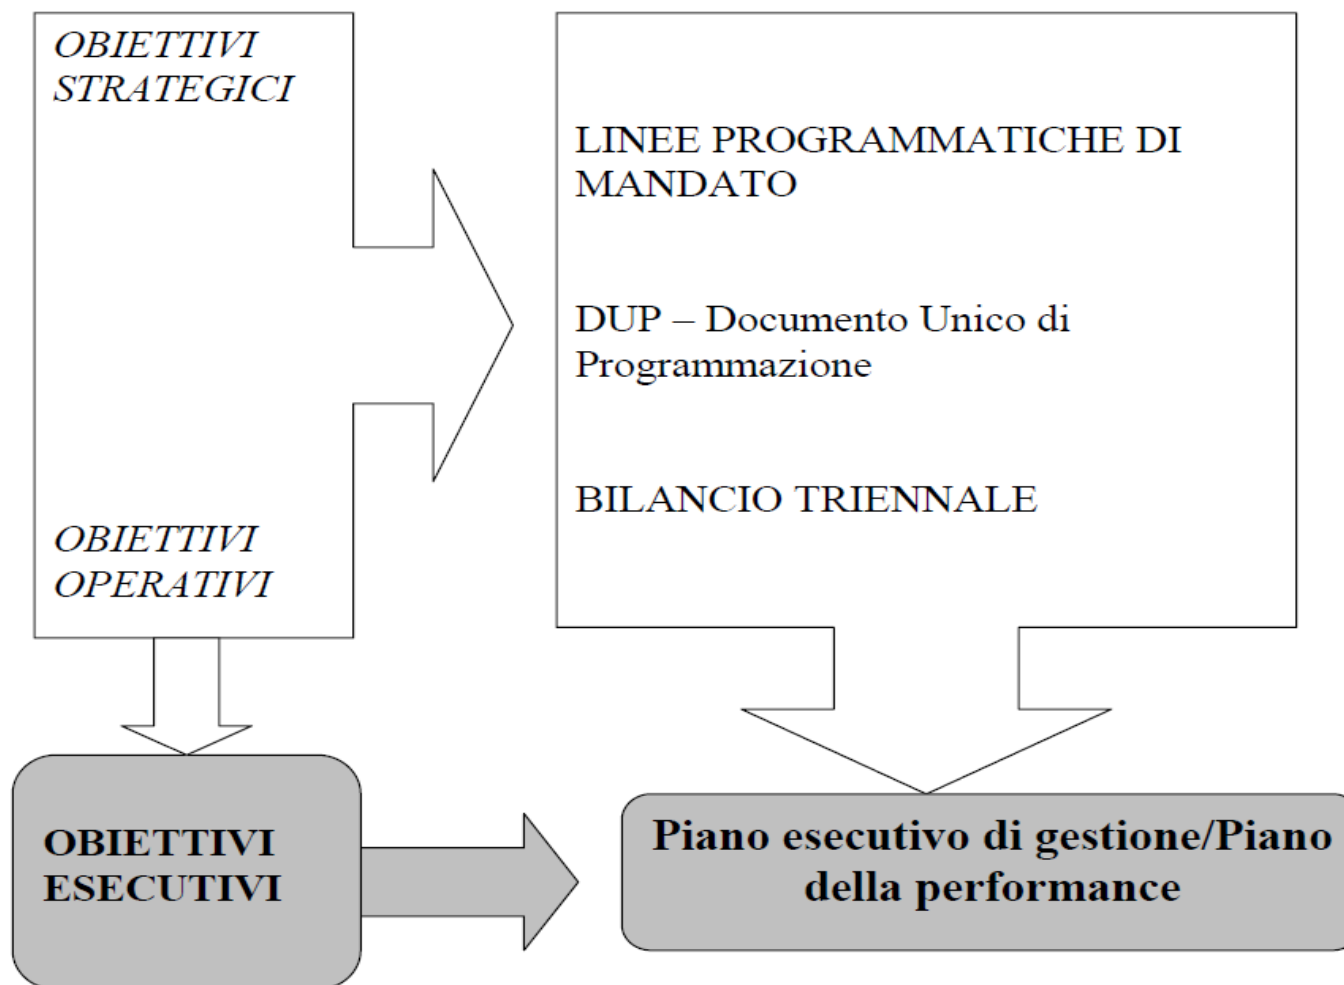 OBIETTIVI
STRATEGICI
LINEE PROGRAMMATICHE DI
MANDATO
DUP – Documento Unico di
Programmazione
BILANCIO TRIENNALE
OBIETTIVI
OPERATIVI
OBIETTIVI
ESECUTIVI
Piano esecutivo di gestione/Piano
della performance